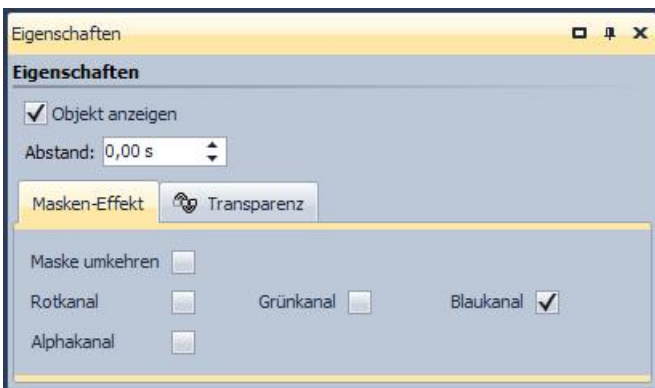 Eigenschaften
Eigenschaften
Objekt anzeigen
Abstand: 0,00 s
Masken-Effekt Transparenz
Maske umkehren
Rotkanal Grünkanal Blaukanal
Alphakanal